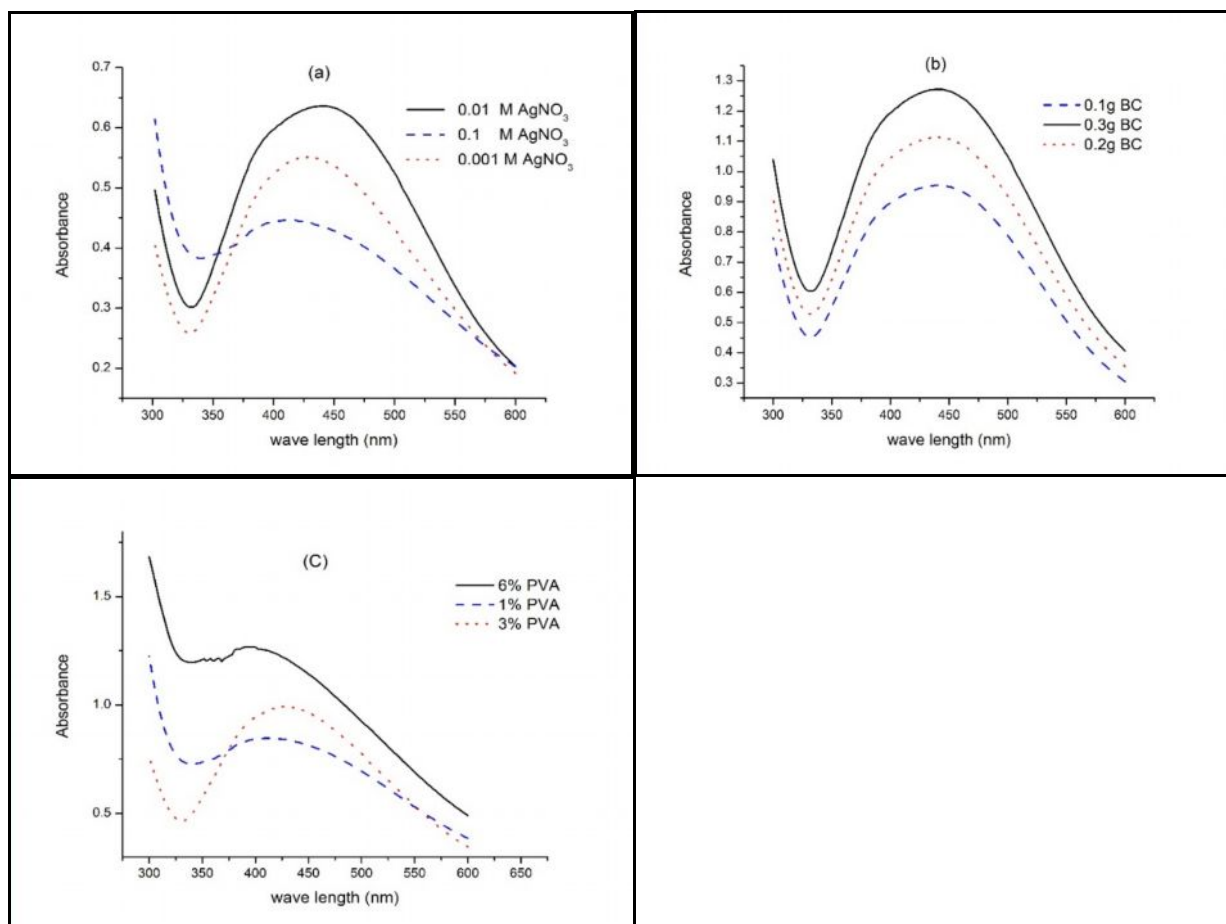 (a)
0.01 M AgNO₃
0.1 M AgNO₃
0.001 M AgNO₃
0.7
0.6
0.5
0.4
0.3
0.2
Absorbance
300 350 400 450 500 550 600
wave length (nm)
(b)
0.1g BC
0.3g BC
0.2g BC
1.3
1.2
1.1
1.0
0.9
0.8
0.7
0.6
0.5
0.4
0.3
Absorbance
300 350 400 450 500 550 600
wave length (nm)
(C)
6% PVA
1% PVA
3% PVA
1.5
1.0
0.5
Absorbance
300 350 400 450 500 550 600 650
wave length (nm)